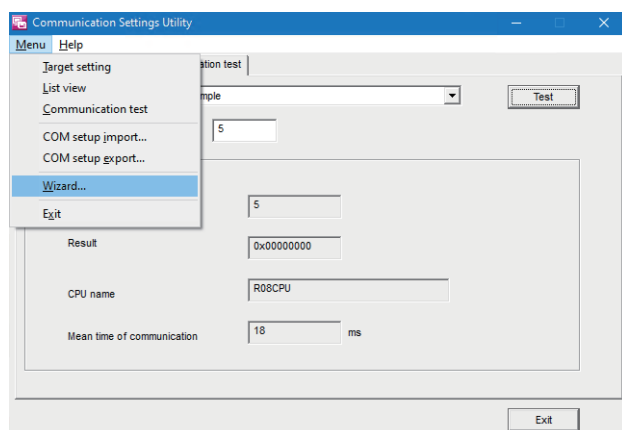 Communication Settings Utility
Menu Help
Target setting
ation test
List view
mple
Test
Communication test
5
COM setup import...
COM setup export...
Wizard...
5
Exit
Result
0x00000000
CPU name
R08CPU
Mean time of communication
18
ms
Exit